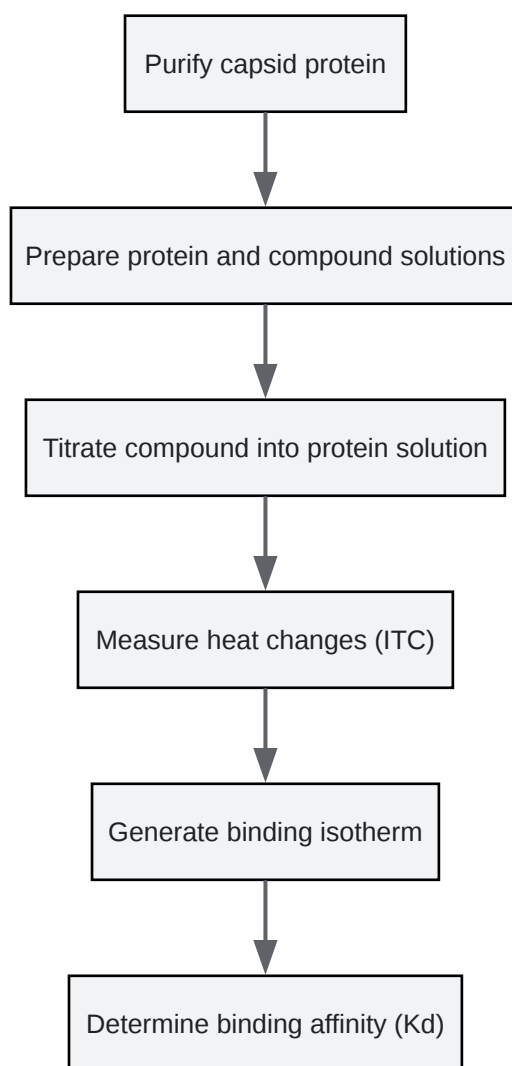 Purify capsid protein
Prepare protein and compound solutions
Titrate compound into protein solution
Measure heat changes (ITC)
Generate binding isotherm
Determine binding affinity (Kd)